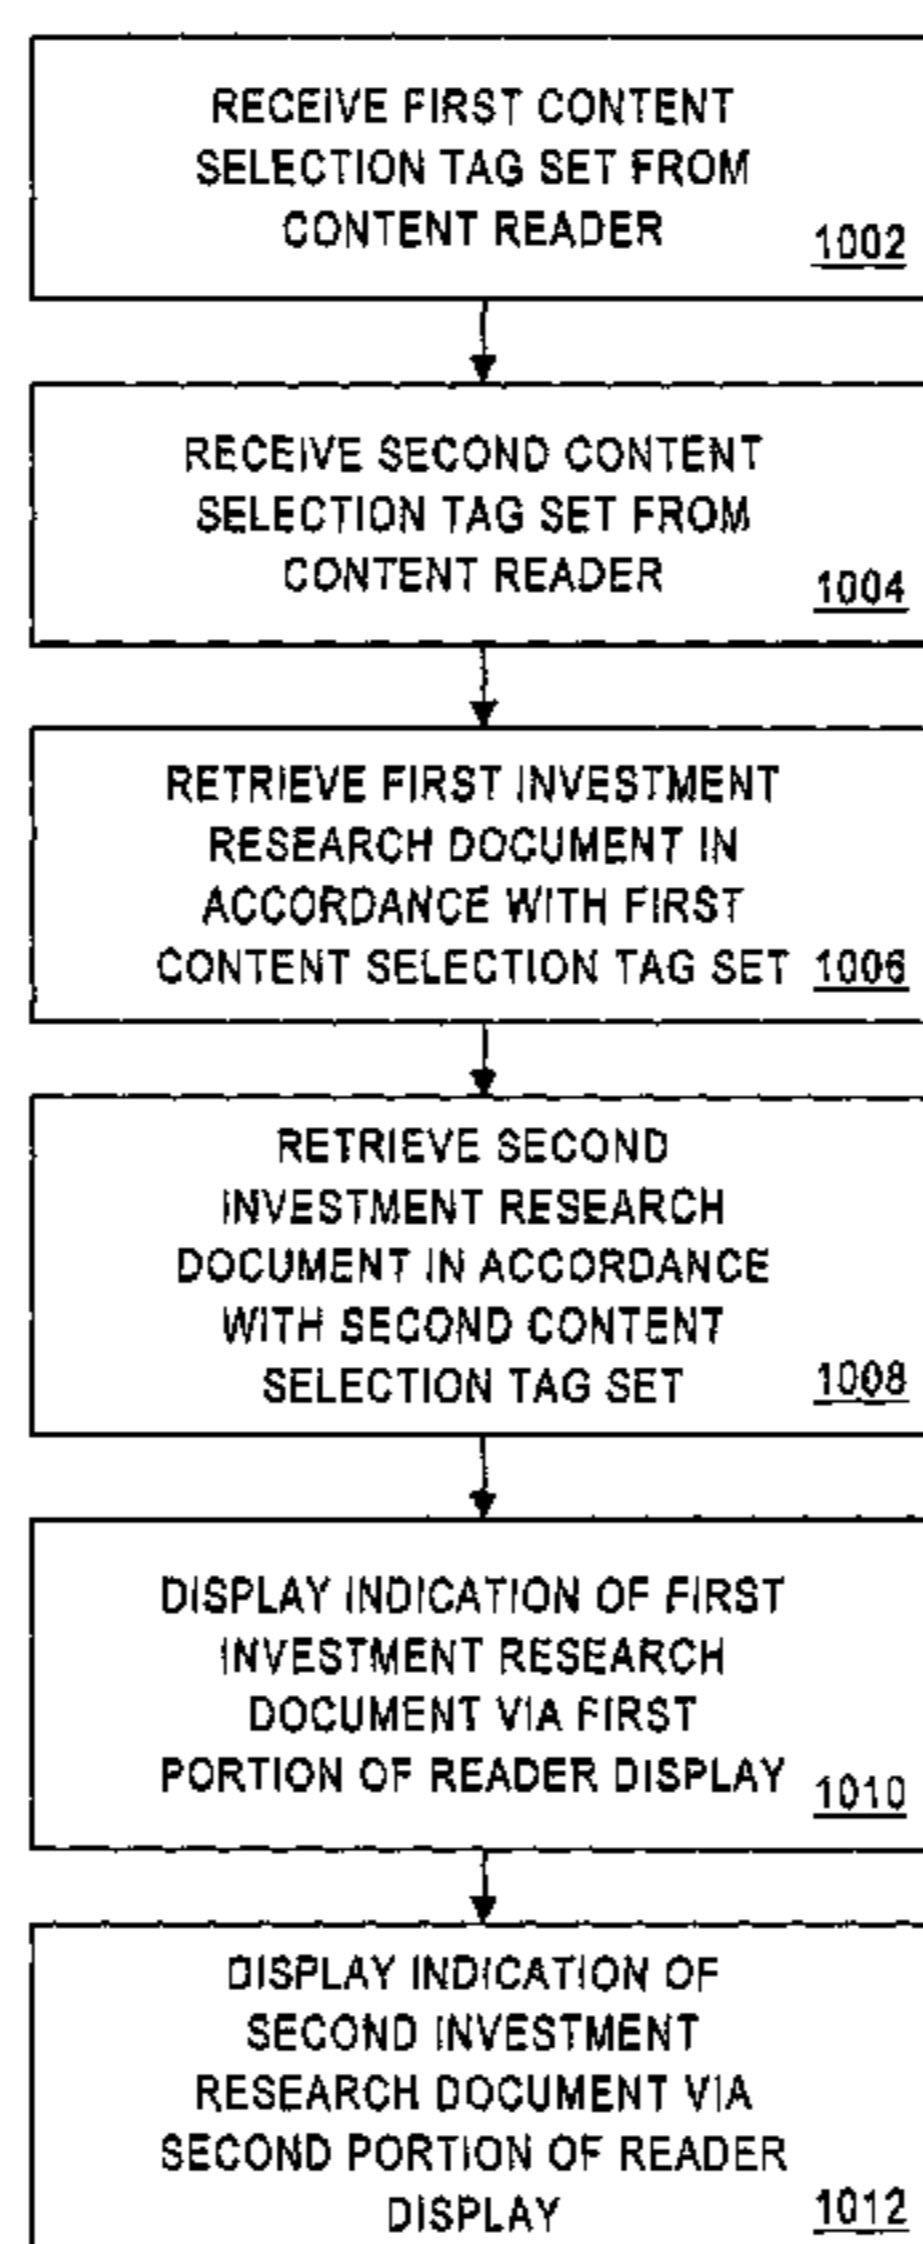 RECEIVE FIRST CONTENT
SELECTION TAG SET FROM
CONTENT READER
1002
RECEIVE SECOND CONTENT
SELECTION TAG SET FROM
CONTENT READER
1004
RETRIEVE FIRST INVESTMENT
RESEARCH DOCUMENT IN
ACCORDANCE WITH FIRST
CONTENT SELECTION TAG SET 1006
RETRIEVE SECOND
INVESTMENT RESEARCH
DOCUMENT IN ACCORDANCE
WITH SECOND CONTENT
SELECTION TAG SET 1008
DISPLAY INDICATION OF FIRST
INVESTMENT RESEARCH
DOCUMENT VIA FIRST
PORTION OF READER DISPLAY 1010
DISPLAY INDICATION OF
SECOND INVESTMENT
RESEARCH DOCUMENT VIA
SECOND PORTION OF READER
DISPLAY 1012